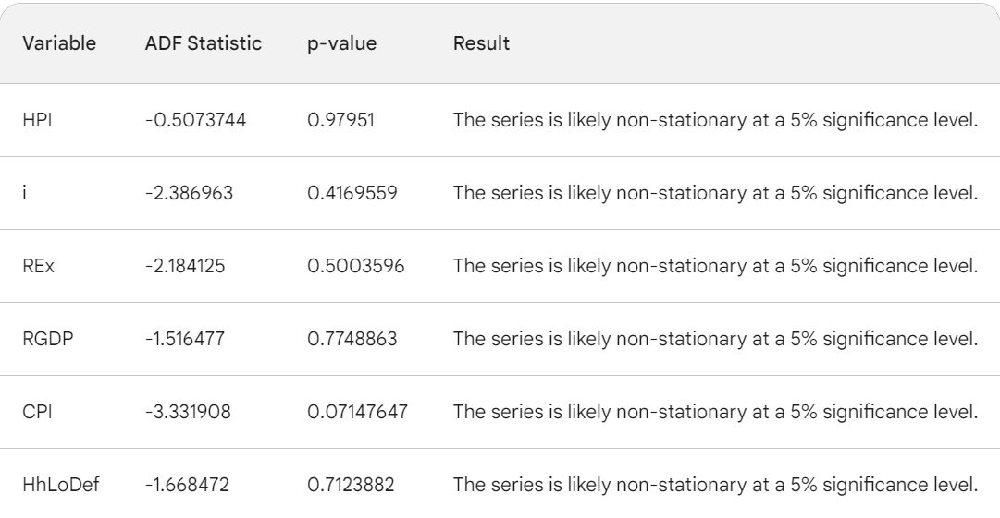 Variable ADF Statistic p-value Result
HPI -0.5073744 0.97951 The series is likely non-stationary at a 5% significance level.
i -2.386963 0.4169559 The series is likely non-stationary at a 5% significance level.
REx -2.184125 0.5003596 The series is likely non-stationary at a 5% significance level.
RGDP -1.516477 0.7748863 The series is likely non-stationary at a 5% significance level.
CPI -3.331908 0.07147647 The series is likely non-stationary at a 5% significance level.
HhLoDef -1.668472 0.7123882 The series is likely non-stationary at a 5% significance level.